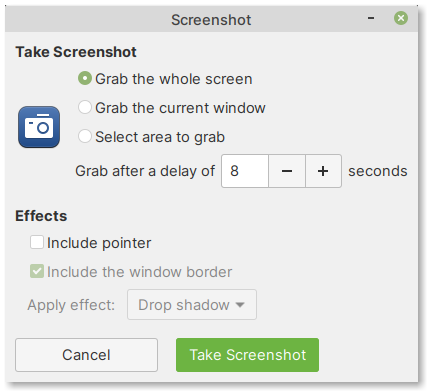 Screenshot
Take Screenshot
Grab the whole screen
Grab the current window
Select area to grab
Grab after a delay of 8 − + seconds
Effects
Include pointer
Include the window border
Apply effect: Drop shadow
Cancel Take Screenshot